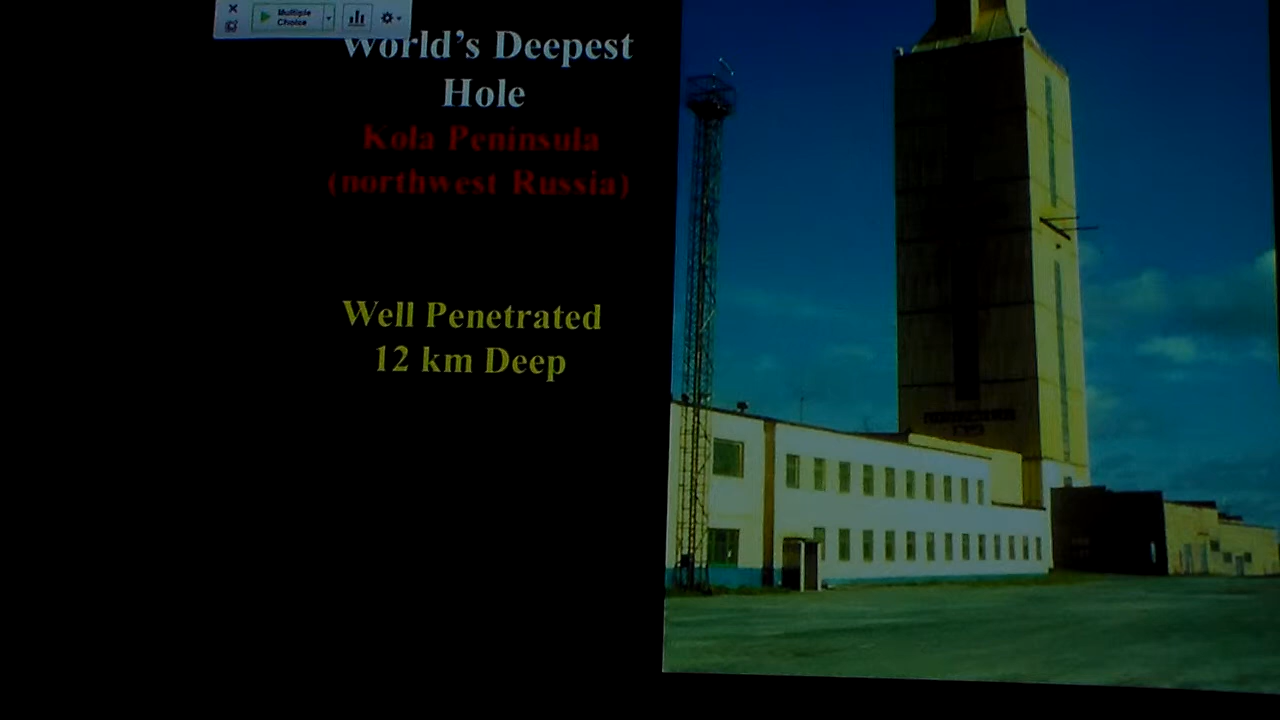 Multiple
Choice
World's Deepest
Hole
Kola Peninsula
(northwest Russia)
Well Penetrated
12 km Deep